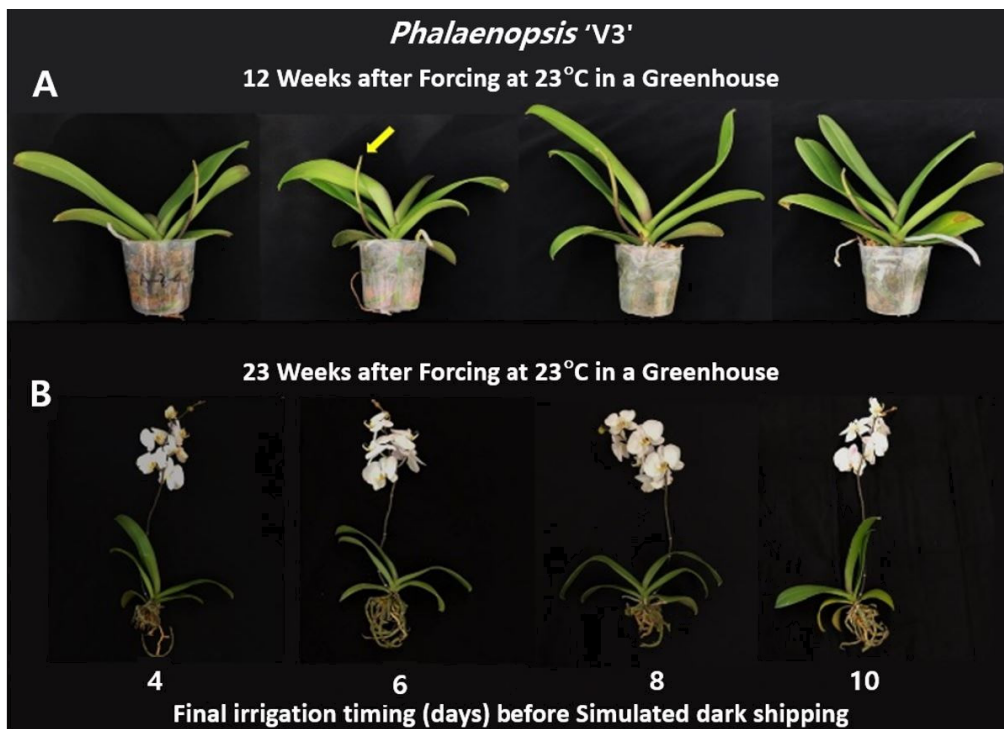 Phalaenopsis ‘V3'
A
12 Weeks after Forcing at 23°C in a Greenhouse
23 Weeks after Forcing at 23°C in a Greenhouse
B
4 6 8 10
Final irrigation timing (days) before Simulated dark shipping